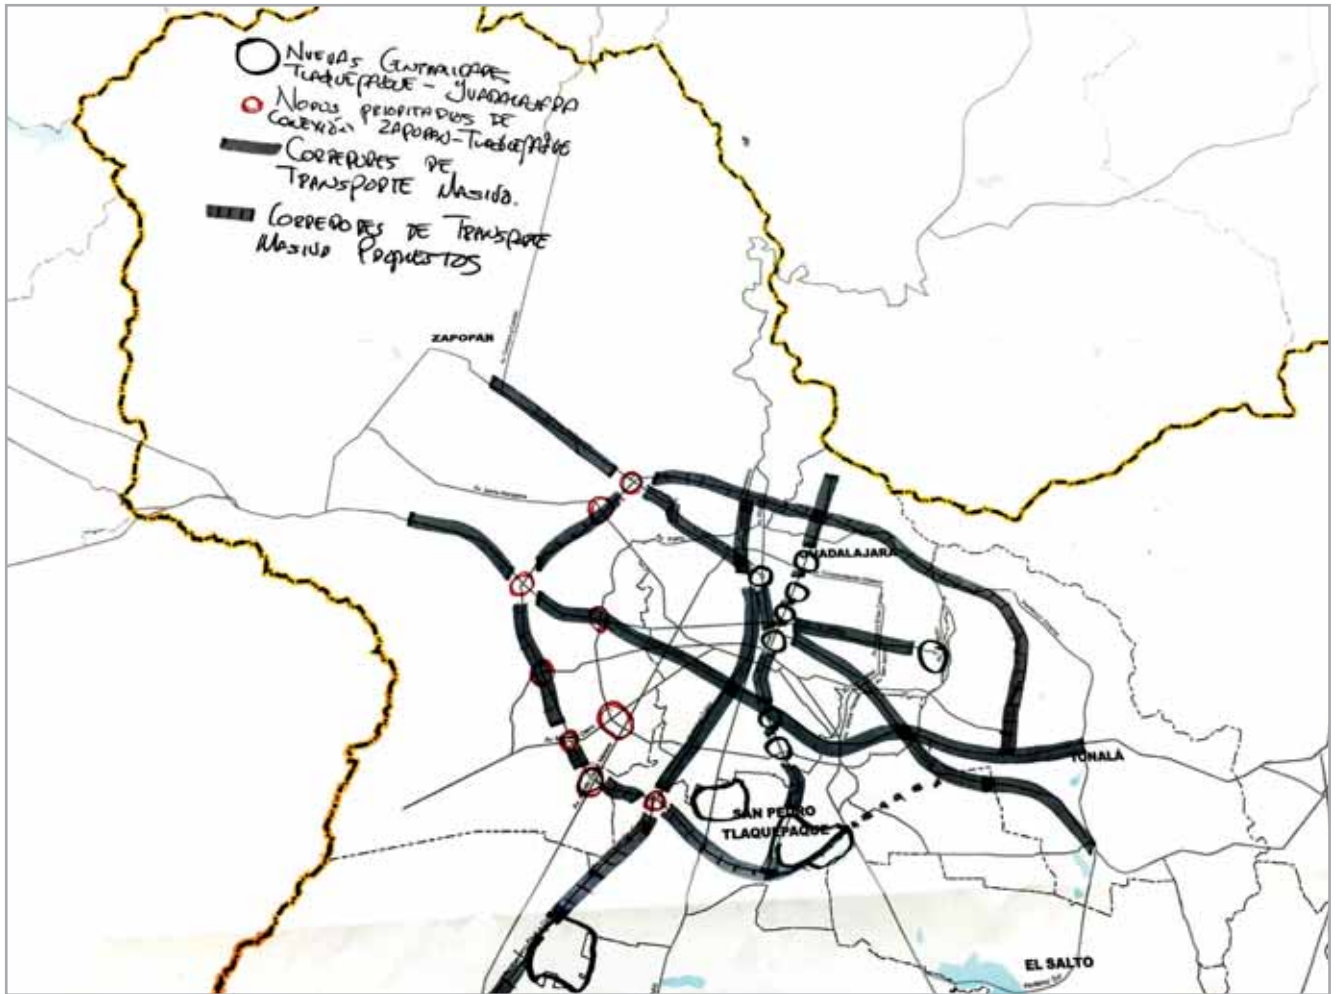 NUEVAS CENTRALIDADES
TLAQUEPAQUE - GUADALAJARA
NODOS PRIORITARIOS DE
CONEXIÓN ZAPOPAN-TLAQUEPAQUE
CORREDORES DE
TRANSPORTE MASIVO.
CORREDORES DE TRANSPORTE
MASIVO PROPUESTOS
ZAPOPAN
GUADALAJARA
TONALÁ
SAN PEDRO
TLAQUEPAQUE
EL SALTO